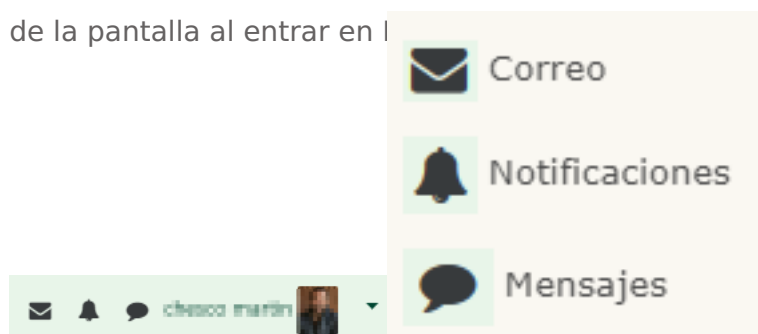 de la pantalla al entrar en
Correo
Notificaciones
Mensajes